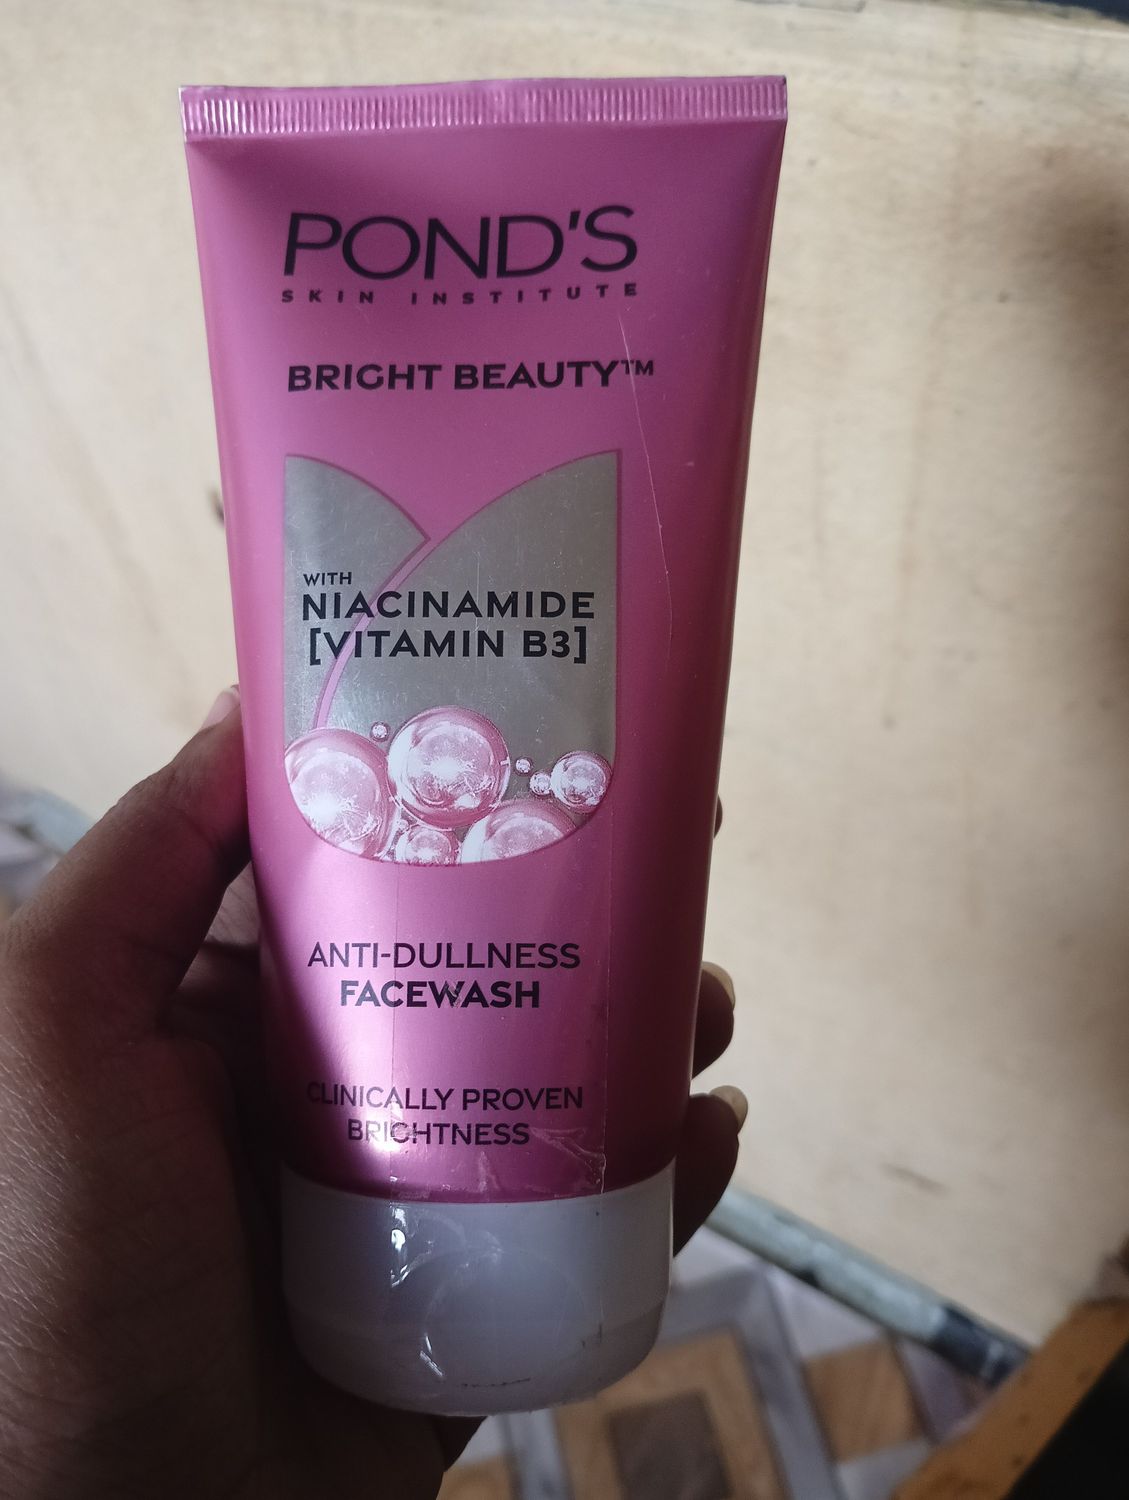 POND'S
SKIN INSTITUTE
BRIGHT BEAUTY™
WITH
NIACINAMIDE
[VITAMIN B3]
ANTI-DULLNESS
FACEWASH
CLINICALLY PROVEN
BRIGHTNESS